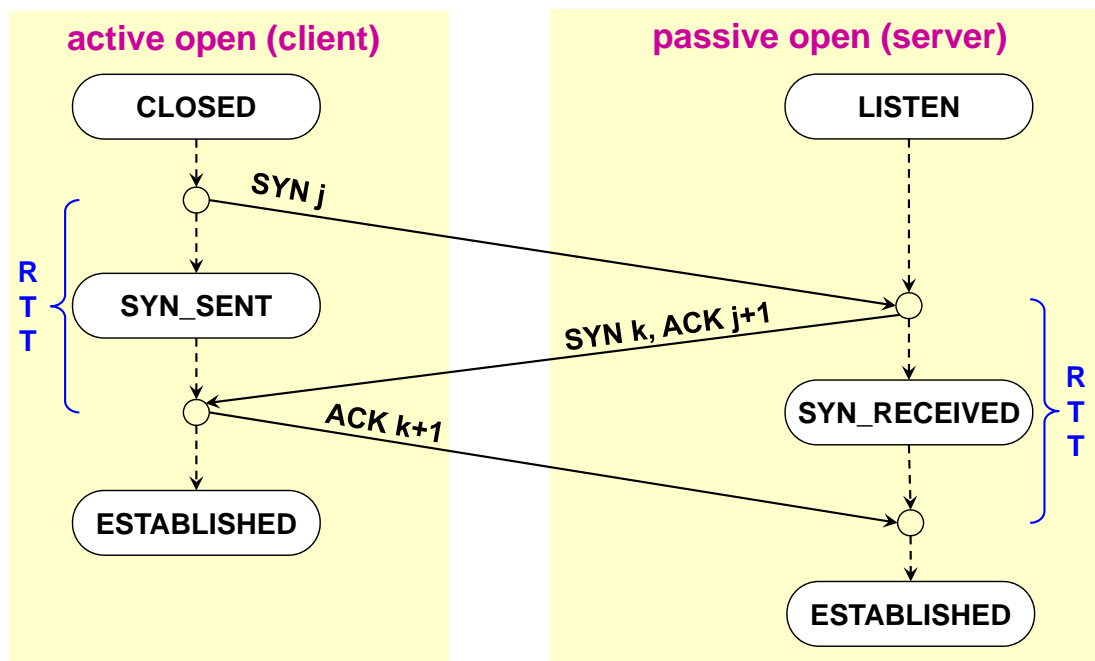 active open (client)
passive open (server)
CLOSED
LISTEN
SYN j
R
T
T
SYN_SENT
SYN k, ACK j+1
ACK k+1
SYN_RECEIVED
R
T
T
ESTABLISHED
ESTABLISHED